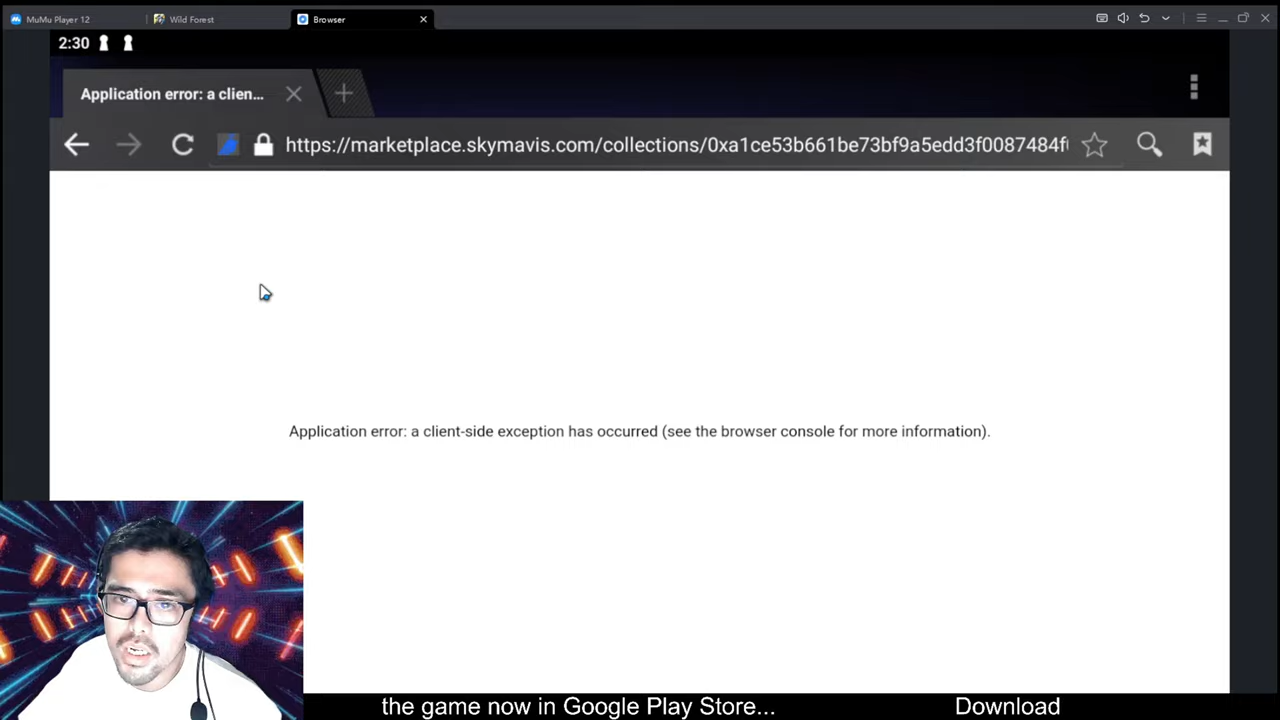 MuMu Player 12
Wild Forest
Browser
2:30
Application error: a clien...
https://marketplace.skymavis.com/collections/0xa1ce53b661be73bf9a5edd3f0087484f
Application error: a client-side exception has occurred (see the browser console for more information).
the game now in Google Play Store... Download